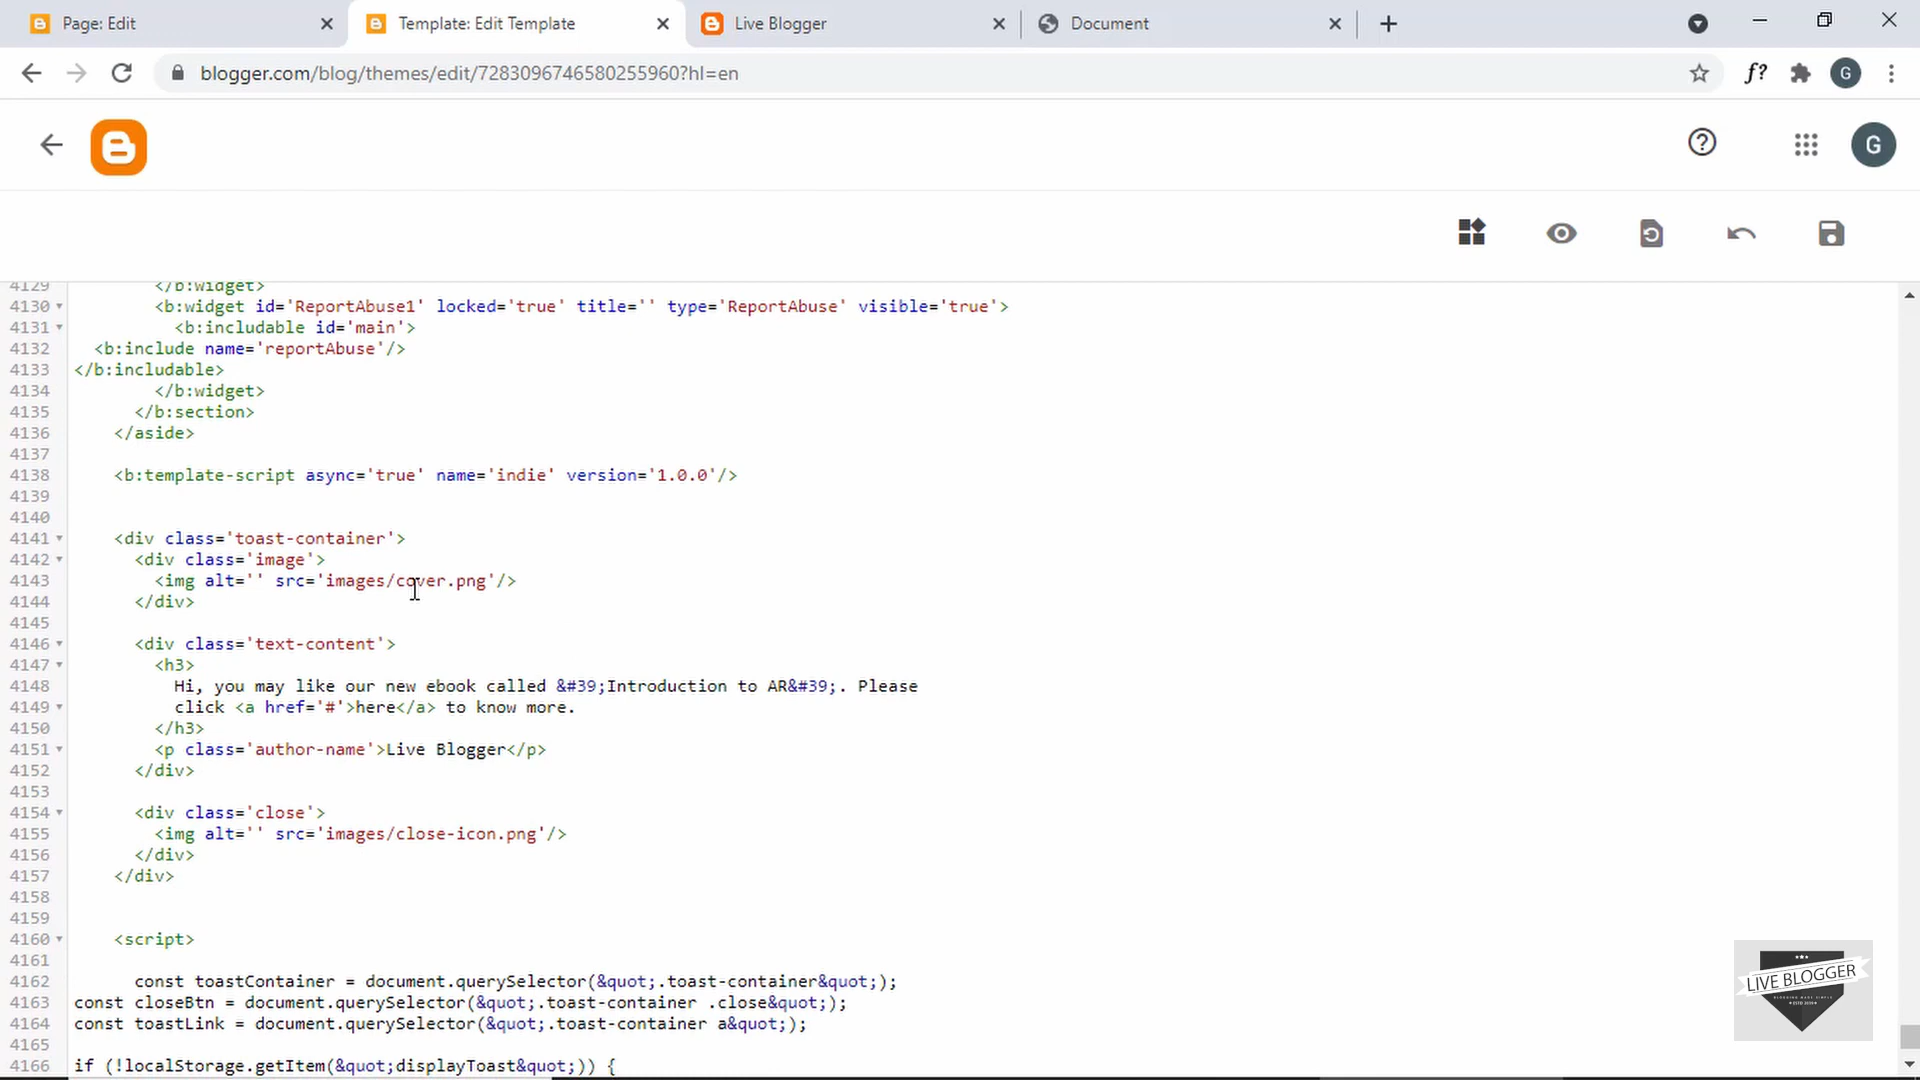 Page: Edit
Template: Edit Template
Live Blogger
Document
blogger.com/blog/themes/edit/7283096746580255960?hl=en
f?
G
G
4129 </b:widget>
4130 <b:widget id='ReportAbuse1' locked='true' title='' type='ReportAbuse' visible='true'>
4131 <b:includable id='main'>
4132 <b:include name='reportAbuse'/>
4133 </b:includable>
4134 </b:widget>
4135 </b:section>
4136 </aside>
4137
4138 <b:template-script async='true' name='indie' version='1.0.0'/>
4139
4140
4141 <div class='toast-container'>
4142 <div class='image'>
4143 <img alt='' src='images/cover.png'/>
4144 </div>
4145
4146 <div class='text-content'>
4147 <h3>
4148 Hi, you may like our new ebook called &#39;Introduction to AR&#39;. Please
4149 click <a href='#'>here</a> to know more.
4150 </h3>
4151 <p class='author-name'>Live Blogger</p>
4152 </div>
4153
4154 <div class='close'>
4155 <img alt='' src='images/close-icon.png'/>
4156 </div>
4157 </div>
4158
4159
4160 <script>
4161
4162 const toastContainer = document.querySelector(&quot;.toast-container&quot;);
4163 const closeBtn = document.querySelector(&quot;.toast-container .close&quot;);
4164 const toastLink = document.querySelector(&quot;.toast-container a&quot;);
4165
4166 if (!localStorage.getItem(&quot;displayToast&quot;)) {
LIVE BLOGGER